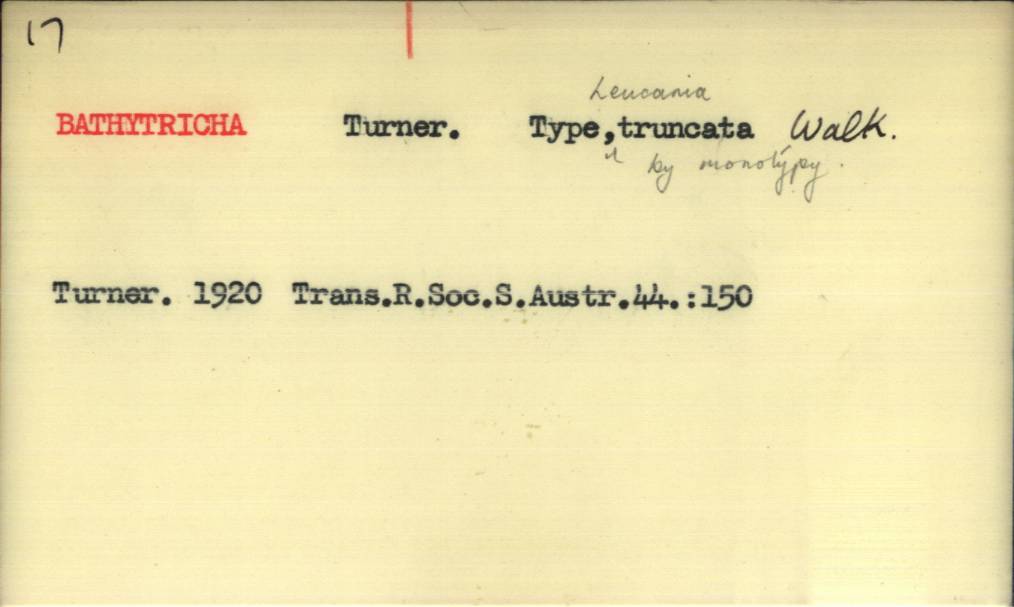 17
Leucania
BATHYTRICHA Turner. Type,truncata Walk.
by monotypy.
Turner. 1920 Trans.R.Soc.S.Austr.44.:150